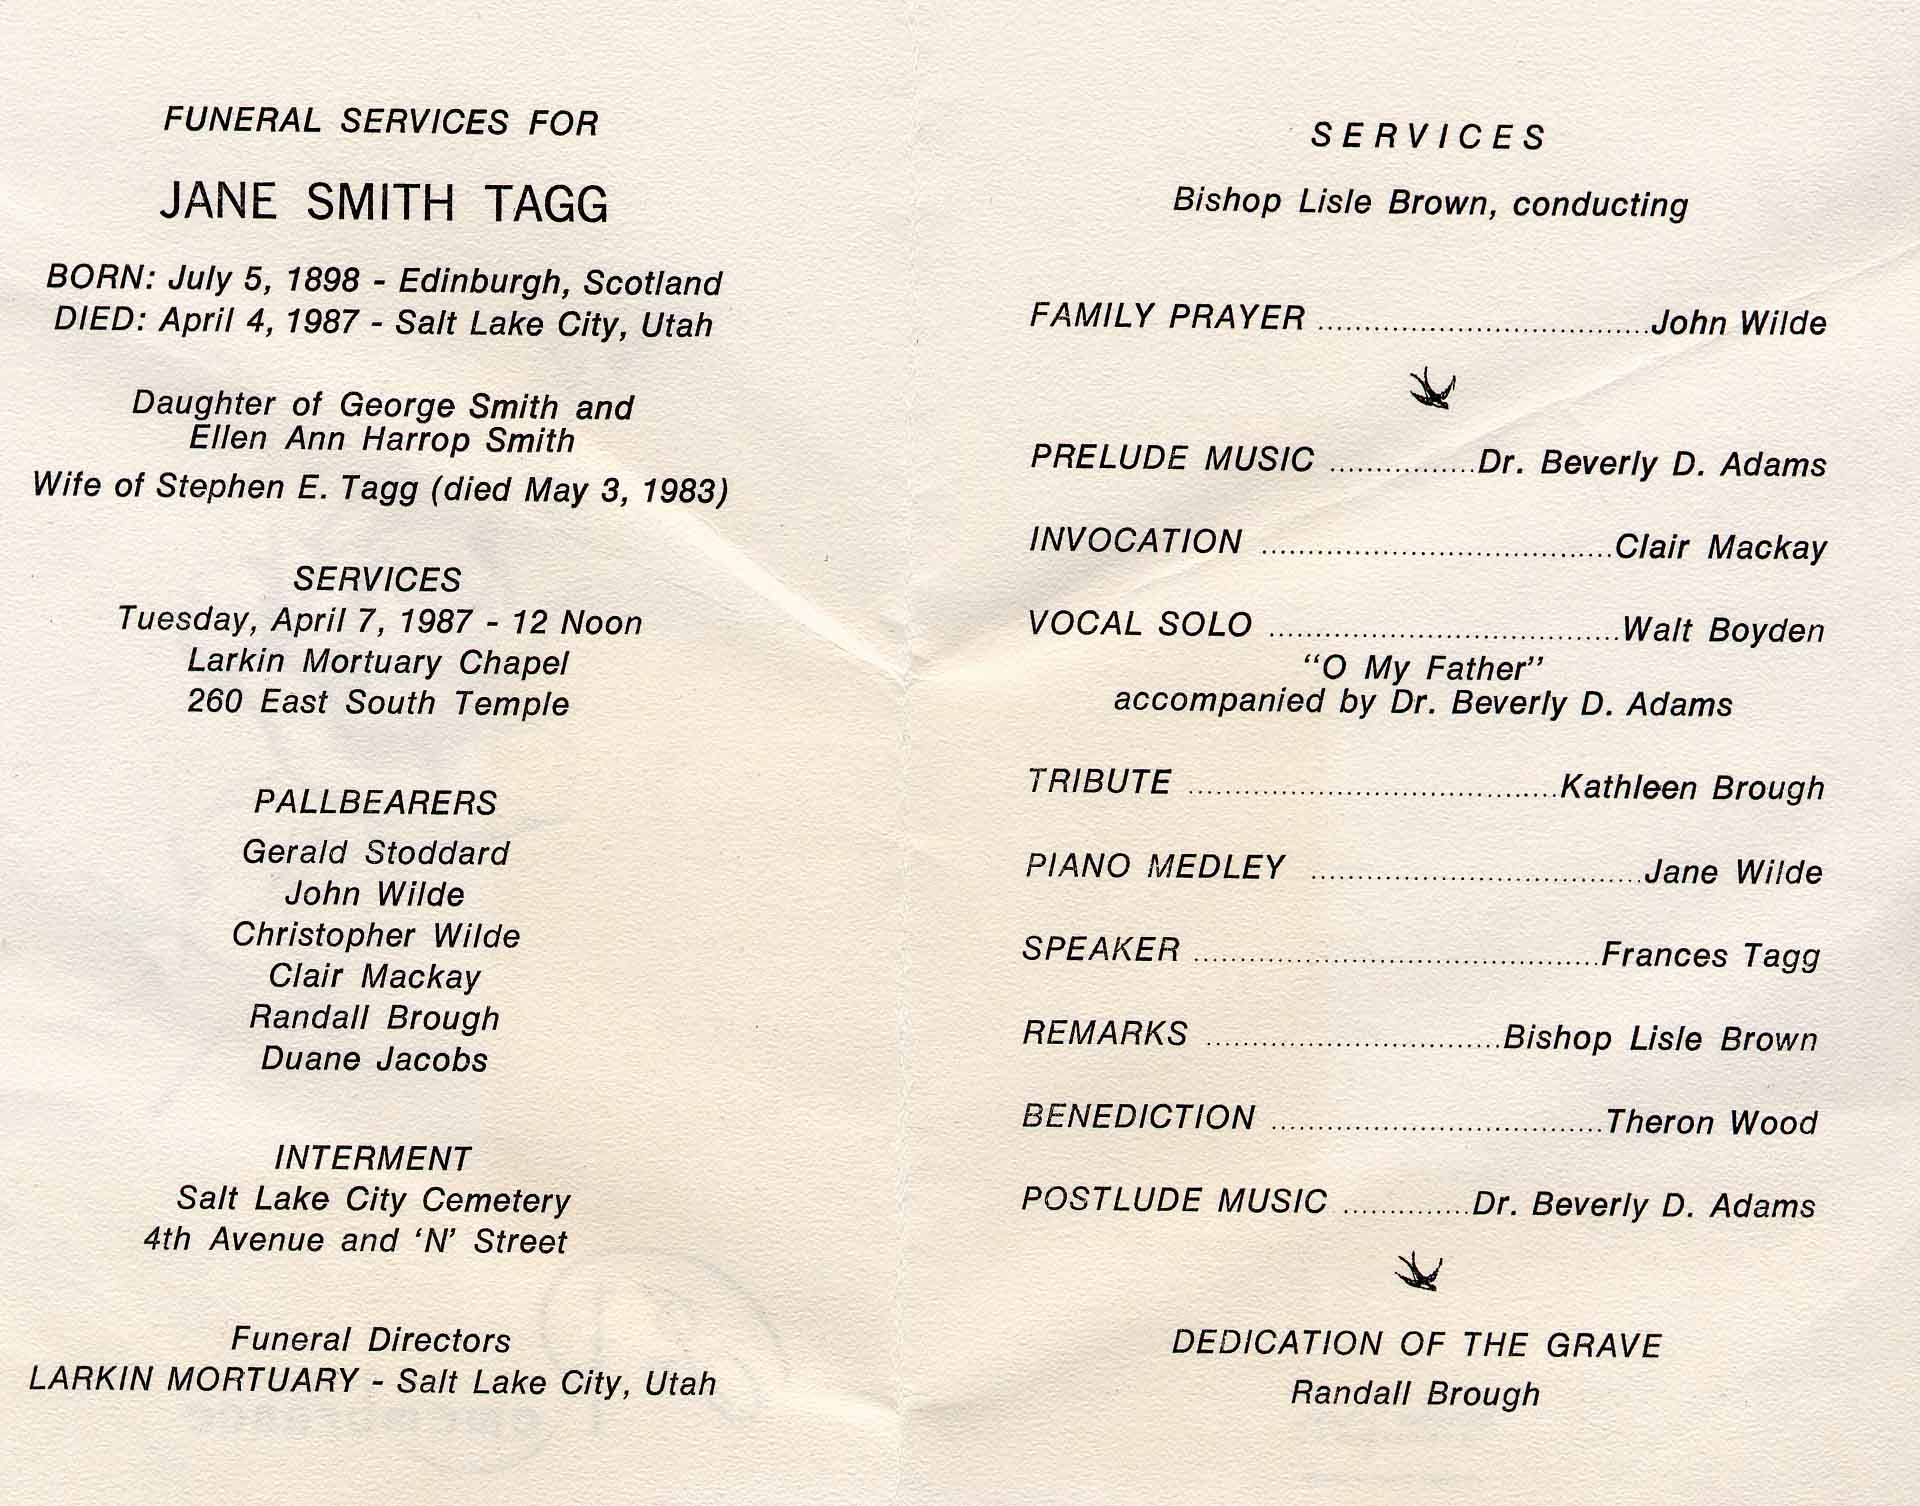 FUNERAL SERVICES FOR
JANE SMITH TAGG
BORN: July 5, 1898 - Edinburgh, Scotland
DIED: April 4, 1987 - Salt Lake City, Utah
Daughter of George Smith and
Ellen Ann Harrop Smith
Wife of Stephen E. Tagg (died May 3, 1983)
SERVICES
Tuesday, April 7, 1987 - 12 Noon
Larkin Mortuary Chapel
260 East South Temple
PALLBEARERS
Gerald Stoddard
John Wilde
Christopher Wilde
Clair Mackay
Randall Brough
Duane Jacobs
INTERMENT
Salt Lake City Cemetery
4th Avenue and ‘N’ Street
Funeral Directors
LARKIN MORTUARY - Salt Lake City, Utah
SERVICES
Bishop Lisle Brown, conducting
FAMILY PRAYER ....................................John Wilde
PRELUDE MUSIC ................Dr. Beverly D. Adams
INVOCATION ......................................Clair Mackay
VOCAL SOLO ......................................Walt Boyden
“O My Father”
accompanied by Dr. Beverly D. Adams
TRIBUTE ........................................Kathleen Brough
PIANO MEDLEY ....................................Jane Wilde
SPEAKER ............................................Frances Tagg
REMARKS ................................Bishop Lisle Brown
BENEDICTION ....................................Theron Wood
POSTLUDE MUSIC ..............Dr. Beverly D. Adams
DEDICATION OF THE GRAVE
Randall Brough